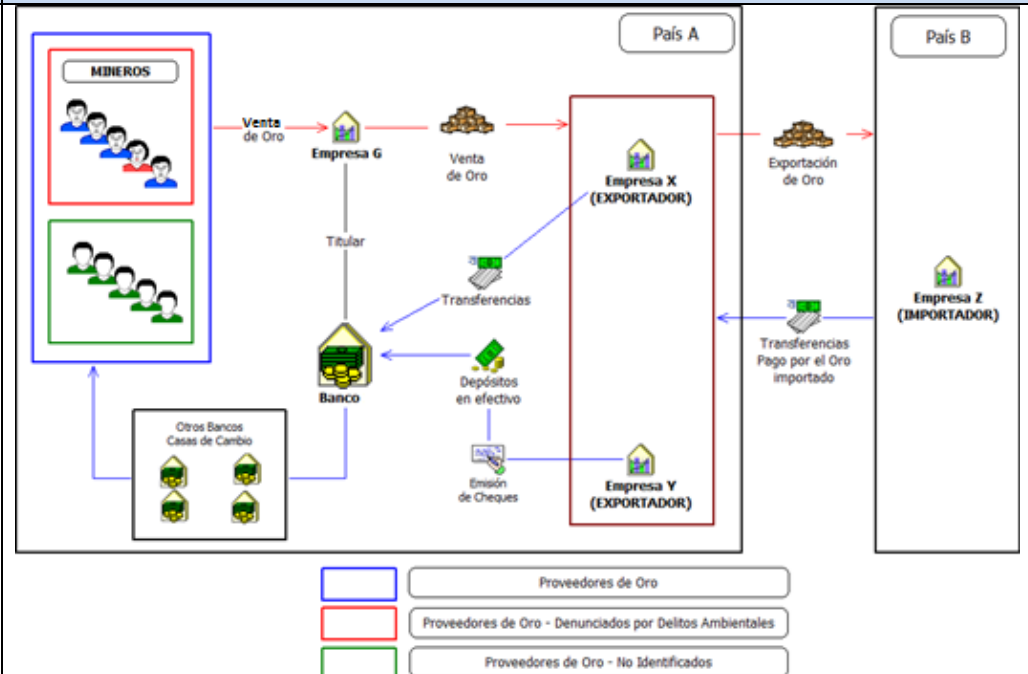 País A
País B
MINEROS
Venta
de Oro
Empresa G
Venta
de Oro
Empresa X
(EXPORTADOR)
Exportación
de Oro
Titular
Transferencias
Empresa Z
(IMPORTADOR)
Transferencias
Pago por el Oro
importado
Banco
Depósitos
en efectivo
Otros Bancos
Casas de Cambio
Emisión
de Cheques
Empresa Y
(EXPORTADOR)
Proveedores de Oro
Proveedores de Oro - Denunciados por Delitos Ambientales
Proveedores de Oro - No Identificados